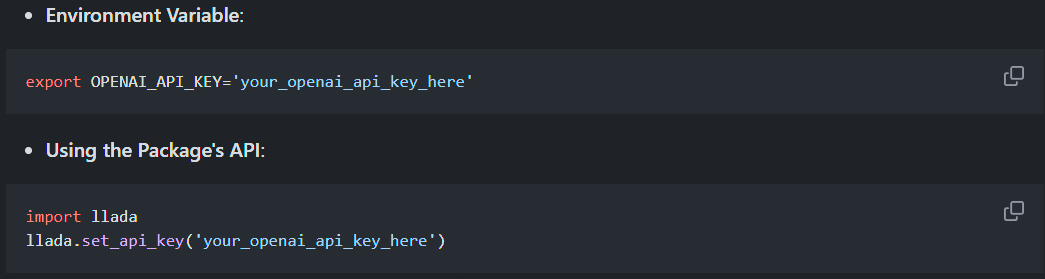 Environment Variable:
export OPENAI_API_KEY='your_openai_api_key_here'
Using the Package's API:
import llada
llada.set_api_key('your_openai_api_key_here')